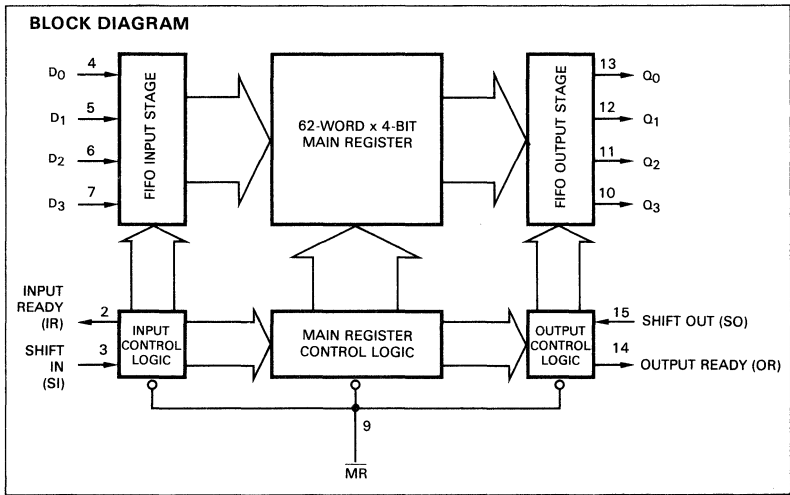 BLOCK DIAGRAM
D0 4
D1 5
D2 6
D3 7
FIFO INPUT STAGE
62-WORD x 4-BIT
MAIN REGISTER
FIFO OUTPUT STAGE
13 Q0
12 Q1
11 Q2
10 Q3
INPUT
READY
(IR)
2
SHIFT
IN
(SI)
3
INPUT
CONTROL
LOGIC
MAIN REGISTER
CONTROL LOGIC
OUTPUT
CONTROL
LOGIC
15 SHIFT OUT (SO)
14 OUTPUT READY (OR)
9
M̅R̅